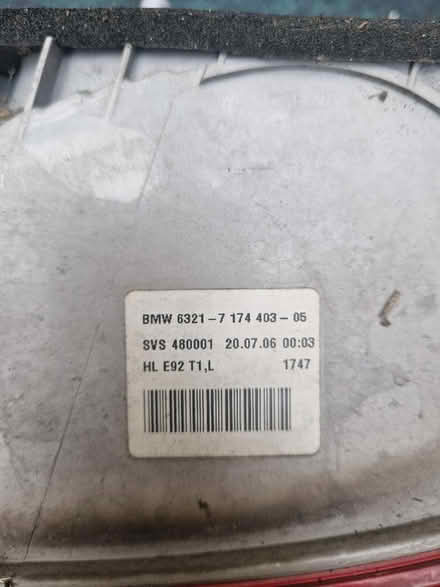 BMW 6321-7 174 403-05
SVS 480001 20.07.06 00:03
HL E92 T1,L 1747